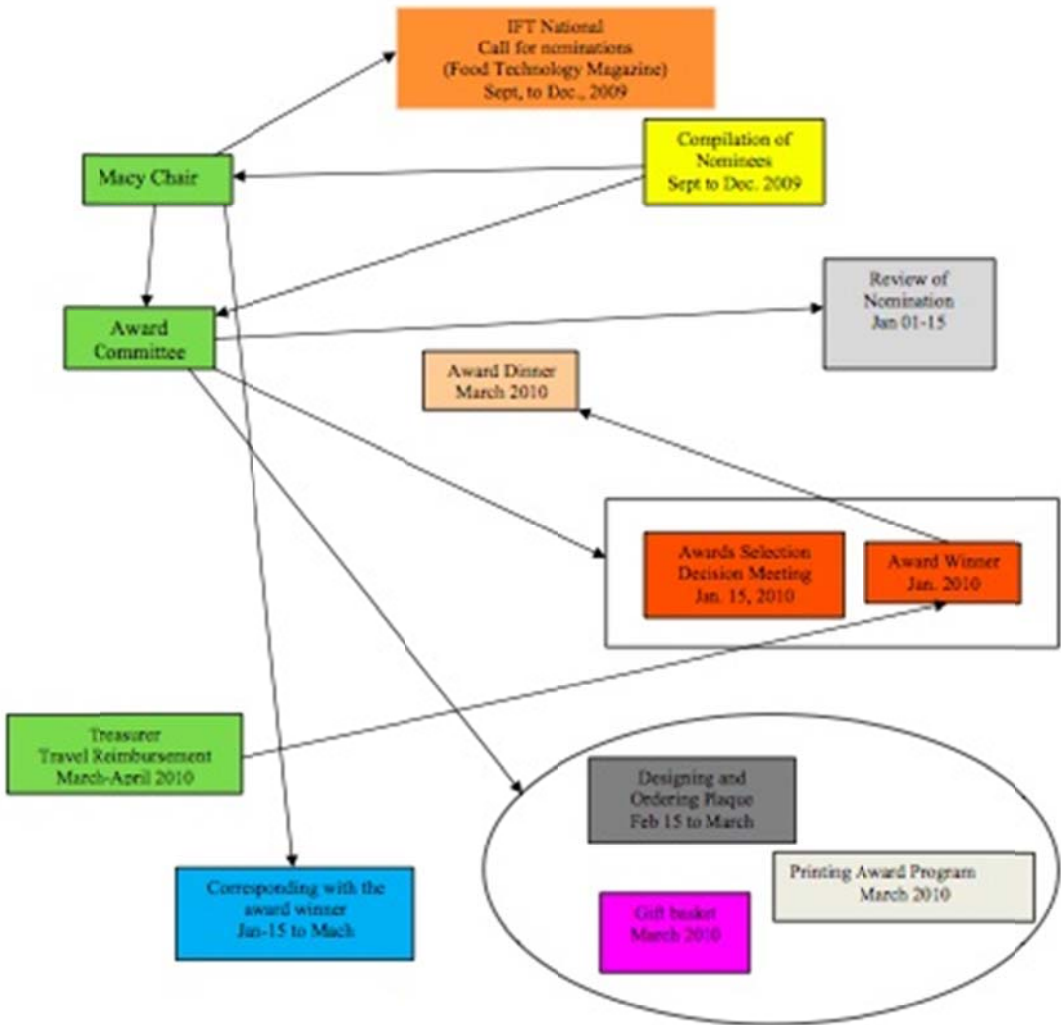 IFT National
Call for nominations
(Food Technology Magazine)
Sept, to Dec., 2009
Compilation of
Nominees
Sept to Dec. 2009
Macy Chair
Review of
Nomination
Jan 01-15
Award
Committee
Award Dinner
March 2010
Awards Selection
Decision Meeting
Jan. 15, 2010
Award Winner
Jan. 2010
Treasurer
Travel Reimbursement
March-April 2010
Designing and
Ordering Plaque
Feb 15 to March
Printing Award Program
March 2010
Corresponding with the
award winner
Jan-15 to Mach
Gift basket
March 2010